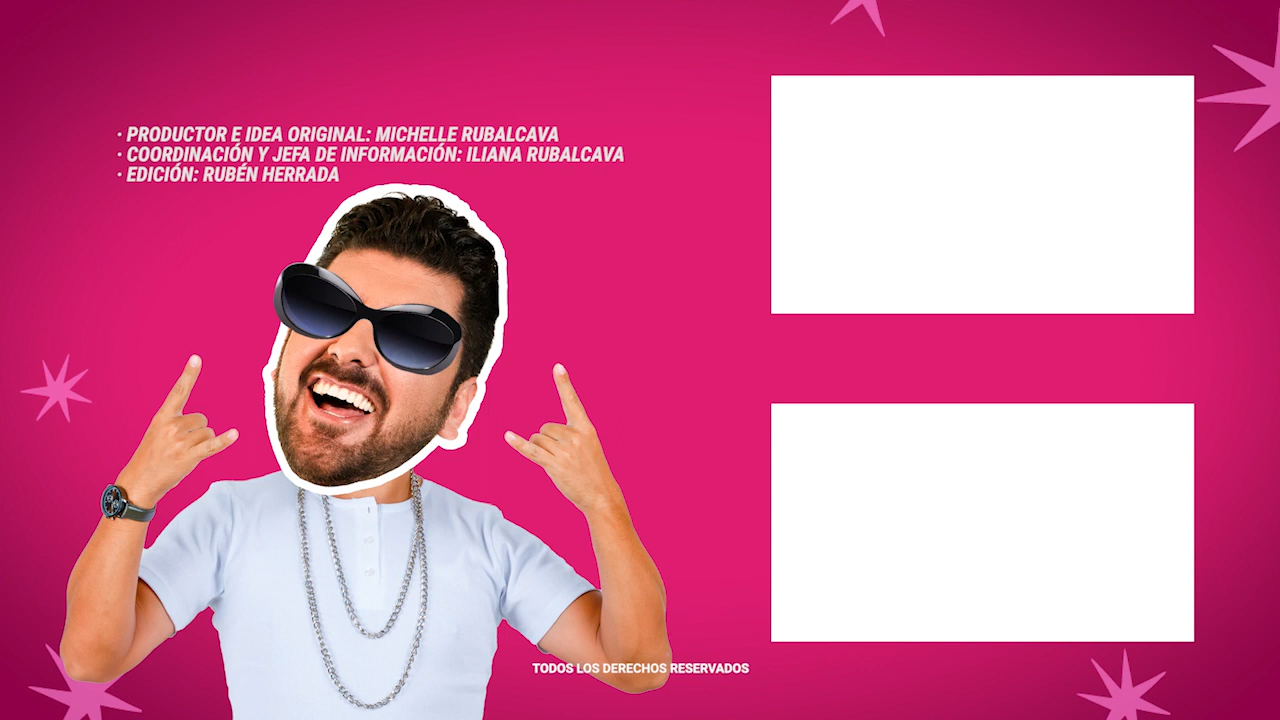 · PRODUCTOR E IDEA ORIGINAL: MICHELLE RUBALCAVA
· COORDINACIÓN Y JEFA DE INFORMACIÓN: ILIANA RUBALCAVA
· EDICIÓN: RUBÉN HERRADA
TODOS LOS DERECHOS RESERVADOS